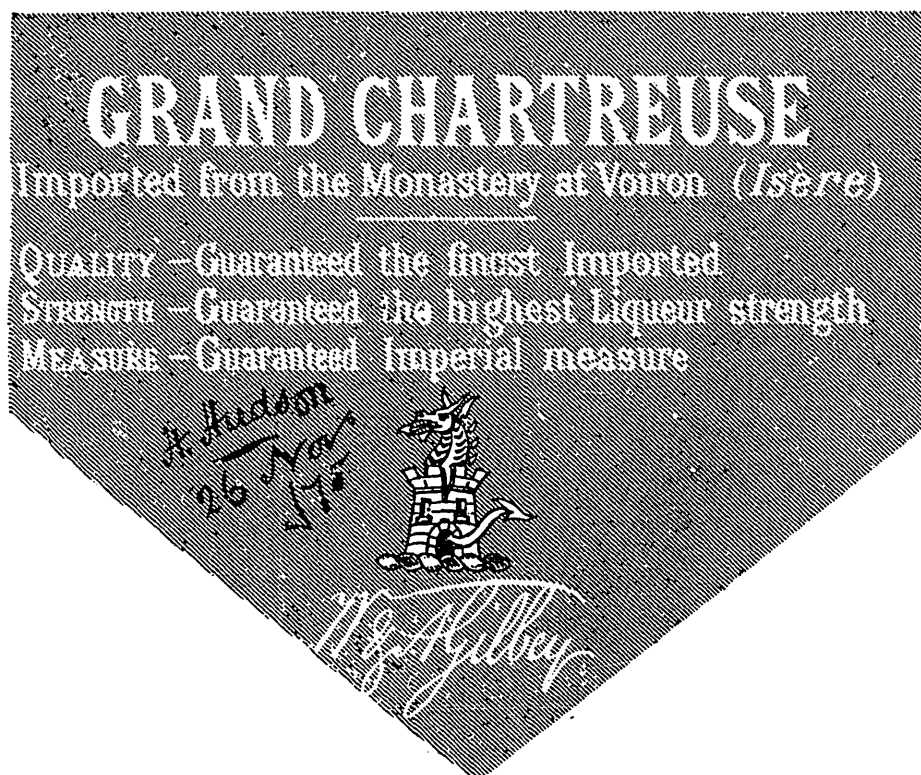 GRAND CHARTREUSE
Imported from the Monastery at Voiron (Isère)
QUALITY – Guaranteed the finest Imported
STRENGTH – Guaranteed the highest Liqueur strength
MEASURE – Guaranteed Imperial measure
A. Hudson
26 Nov
W & A Gilbey